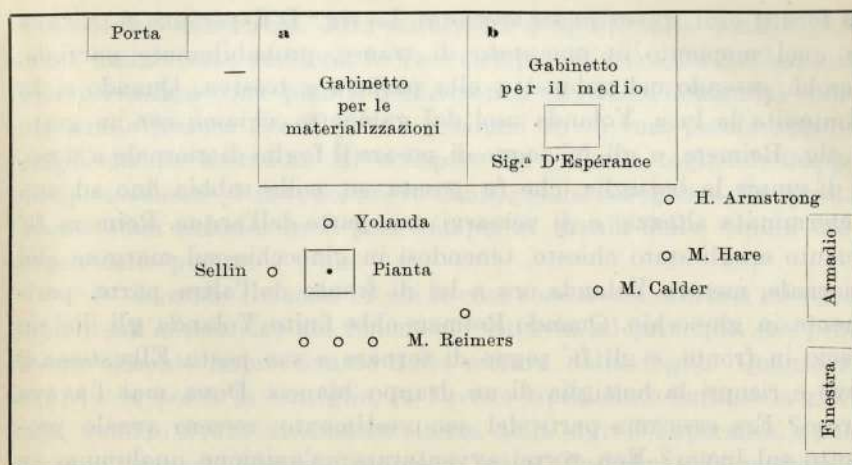 Porta a b
Gabinetto
per le
materializzazioni
Gabinetto
per il medio
Sig.ª D'Espérance
H. Armstrong
Yolanda
M. Hare
Sellin Pianta
M. Calder
M. Reimers
Armadio
Finestra